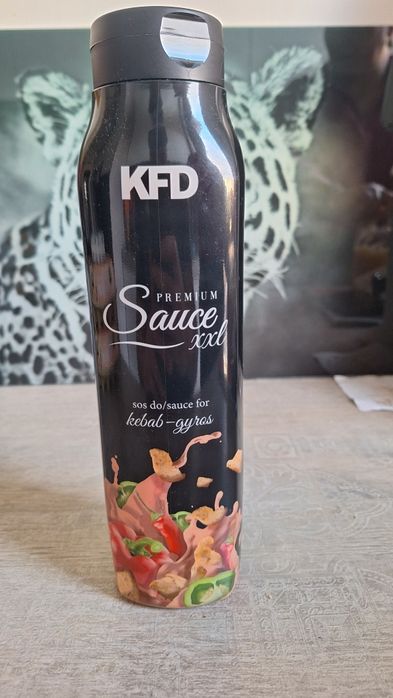 KFD
PREMIUM
Sauce
xxl
sos do/sauce for
kebab-gyros